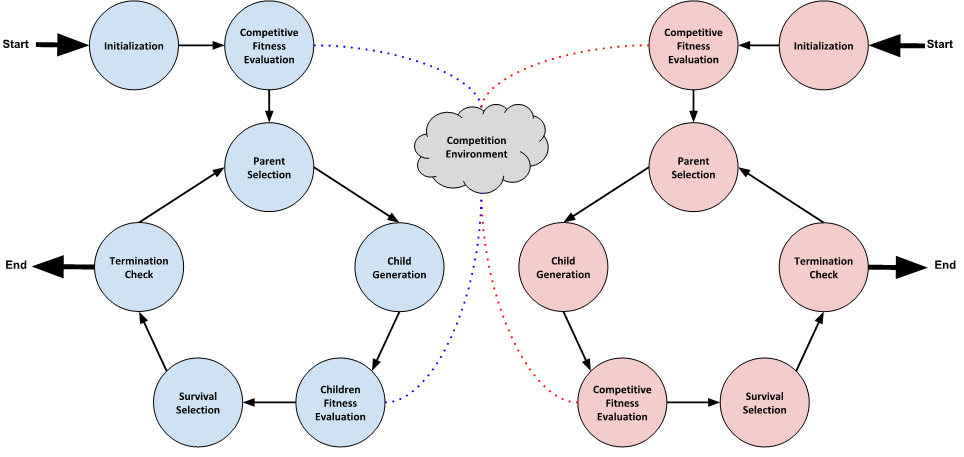 Start
Initialization
Competitive
Fitness
Evaluation
Competitive
Fitness
Evaluation
Initialization
Start
Competition
Environment
Parent
Selection
Parent
Selection
End
Termination
Check
Child
Generation
Child
Generation
Termination
Check
End
Survival
Selection
Children
Fitness
Evaluation
Competitive
Fitness
Evaluation
Survival
Selection